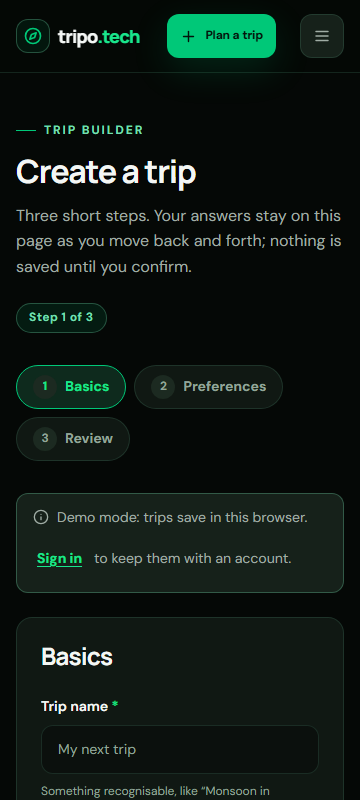 tripo.tech
Plan a trip
TRIP BUILDER
Create a trip
Three short steps. Your answers stay on this
page as you move back and forth; nothing is
saved until you confirm.
Step 1 of 3
1 Basics
2 Preferences
3 Review
Demo mode: trips save in this browser.
Sign in to keep them with an account.
Basics
Trip name *
My next trip
Something recognisable, like “Monsoon in